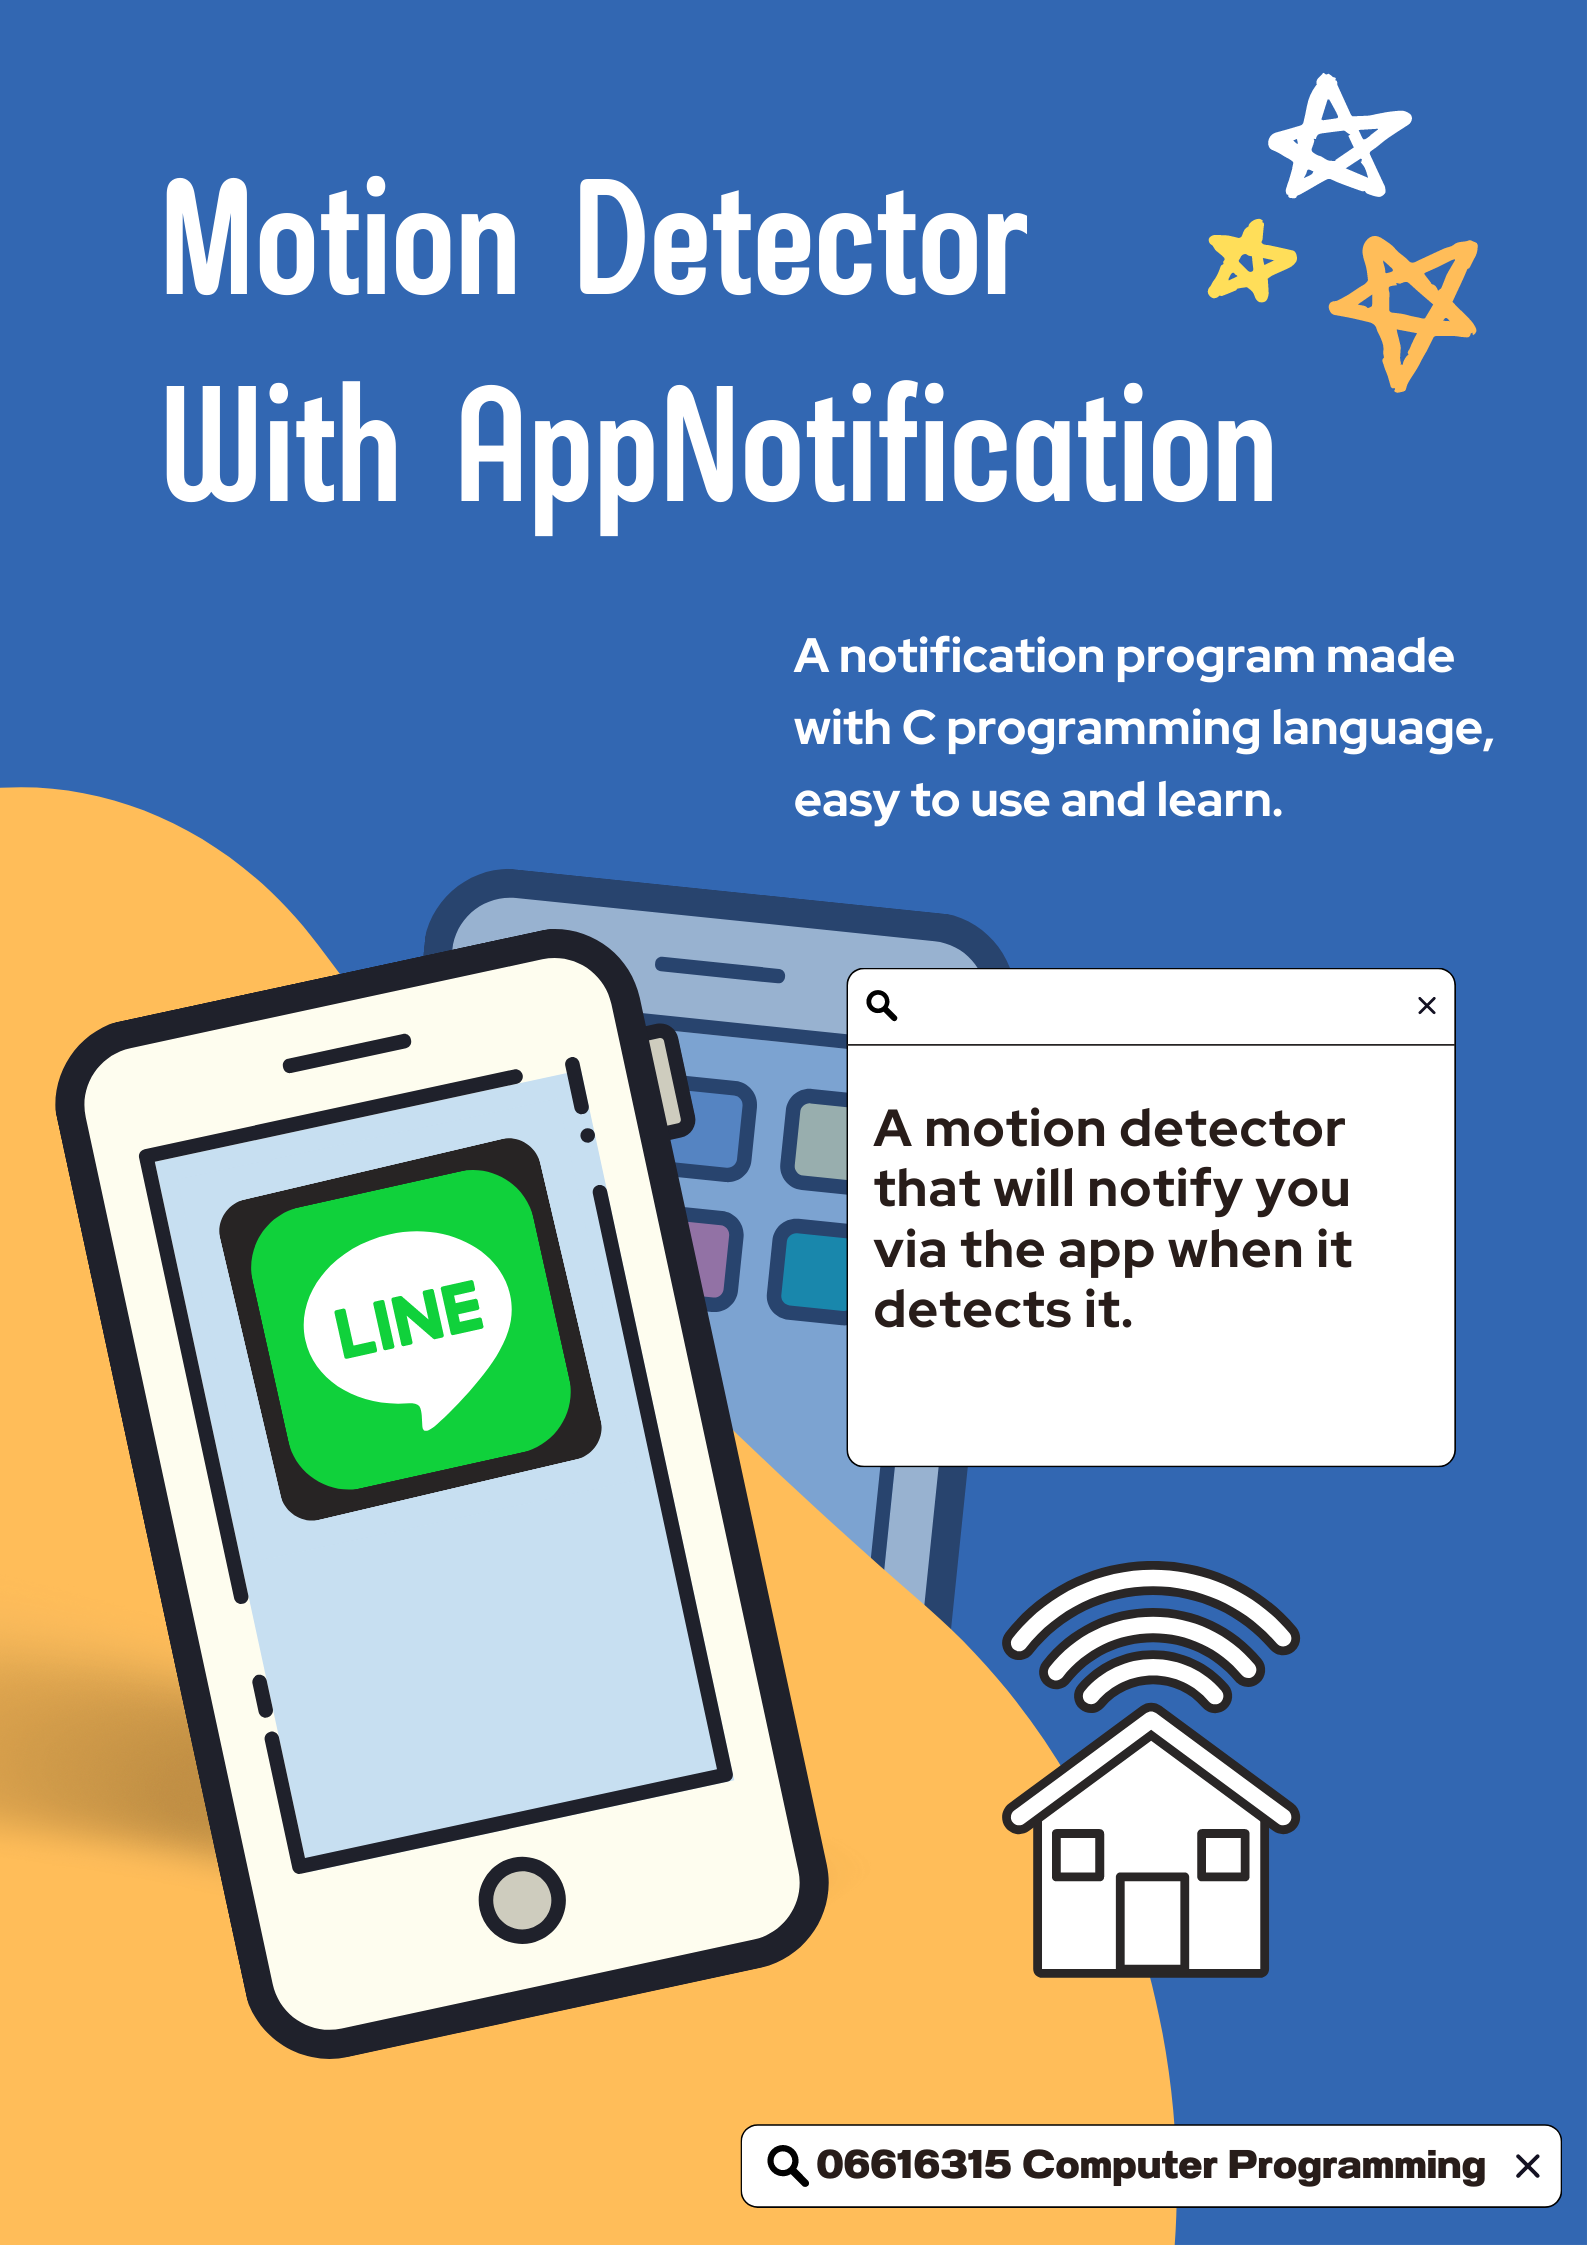 Motion Detector
With AppNotification
A notification program made
with C programming language,
easy to use and learn.
A motion detector
that will notify you
via the app when it
detects it.
LINE
06616315 Computer Programming